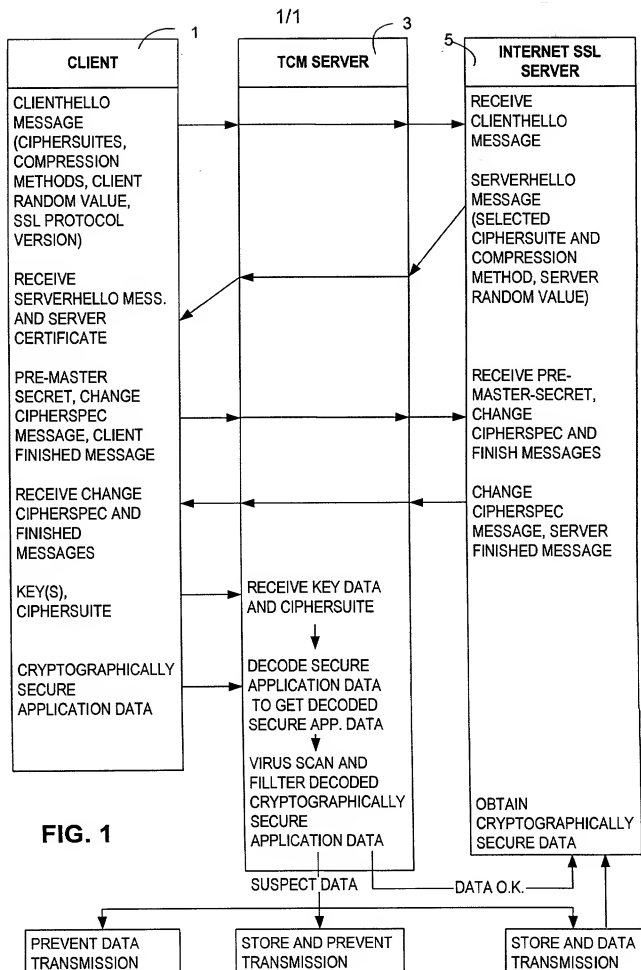 1/1
1
3
5
CLIENT
TCM SERVER
INTERNET SSL
SERVER
CLIENTHELLO
MESSAGE
(CIPHERSUITES,
COMPRESSION
METHODS, CLIENT
RANDOM VALUE,
SSL PROTOCOL
VERSION)
RECEIVE
CLIENTHELLO
MESSAGE
SERVERHELLO
MESSAGE
(SELECTED
CIPHERSUITE AND
COMPRESSION
METHOD, SERVER
RANDOM VALUE)
RECEIVE
SERVERHELLO MESS.
AND SERVER
CERTIFICATE
PRE-MASTER
SECRET, CHANGE
CIPHERSPEC
MESSAGE, CLIENT
FINISHED MESSAGE
RECEIVE PRE-
MASTER-SECRET,
CHANGE
CIPHERSPEC AND
FINISH MESSAGES
RECEIVE CHANGE
CIPHERSPEC AND
FINISHED
MESSAGES
CHANGE
CIPHERSPEC
MESSAGE, SERVER
FINISHED MESSAGE
KEY(S),
CIPHERSUITE
RECEIVE KEY DATA
AND CIPHERSUITE
CRYPTOGRAPHICALLY
SECURE
APPLICATION DATA
DECODE SECURE
APPLICATION DATA
TO GET DECODED
SECURE APP. DATA
VIRUS SCAN AND
FILLTER DECODED
CRYPTOGRAPHICALLY
SECURE
APPLICATION DATA
OBTAIN
CRYPTOGRAPHICALLY
SECURE DATA
FIG. 1
SUSPECT DATA
DATA O.K.
PREVENT DATA
TRANSMISSION
STORE AND PREVENT
TRANSMISSION
STORE AND DATA
TRANSMISSION